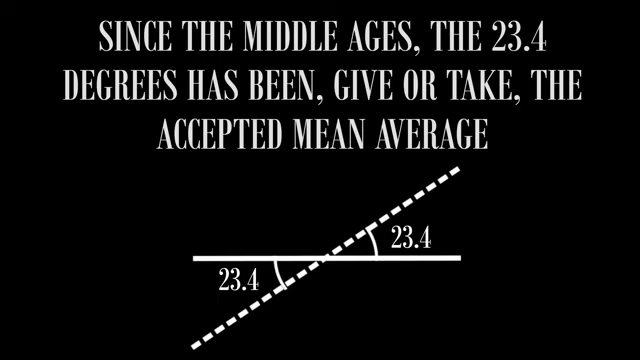 SINCE THE MIDDLE AGES, THE 23.4
DEGREES HAS BEEN, GIVE OR TAKE, THE
ACCEPTED MEAN AVERAGE
23.4
23.4